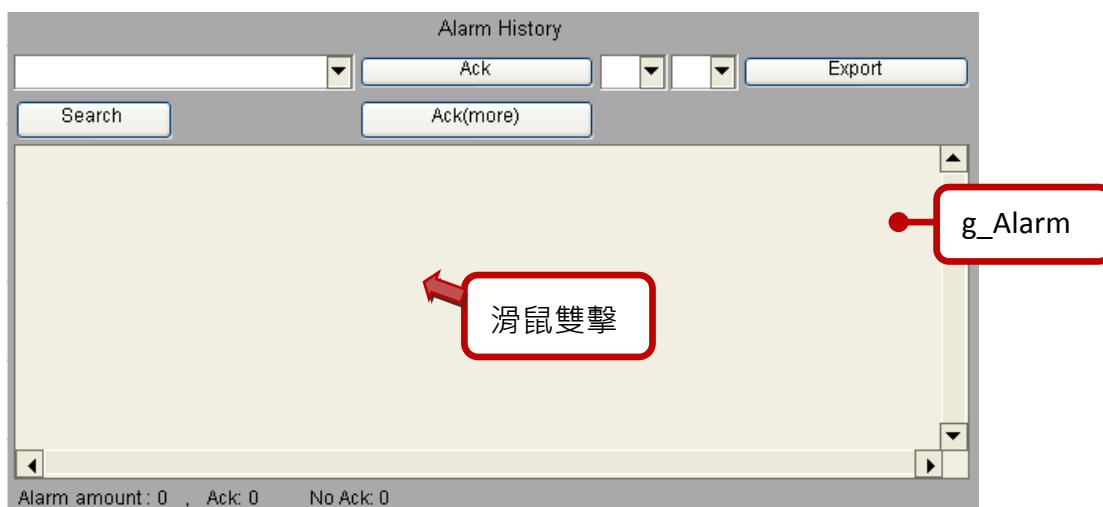 Alarm History
Ack
Export
Search
Ack(more)
g_Alarm
滑鼠雙擊
Alarm amount : 0 , Ack: 0 No Ack: 0